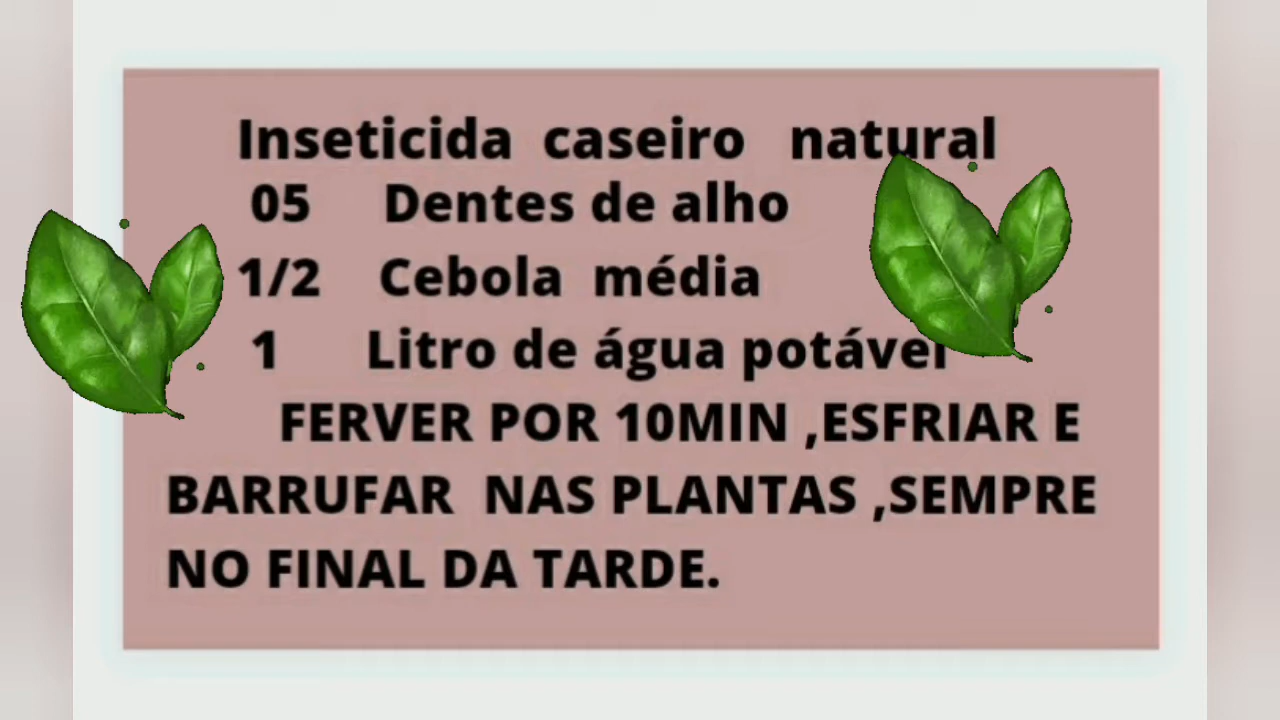 Inseticida caseiro natural
05 Dentes de alho
1/2 Cebola média
1 Litro de água potável
FERVER POR 10MIN ,ESFRIAR E
BARRUFAR NAS PLANTAS ,SEMPRE
NO FINAL DA TARDE.